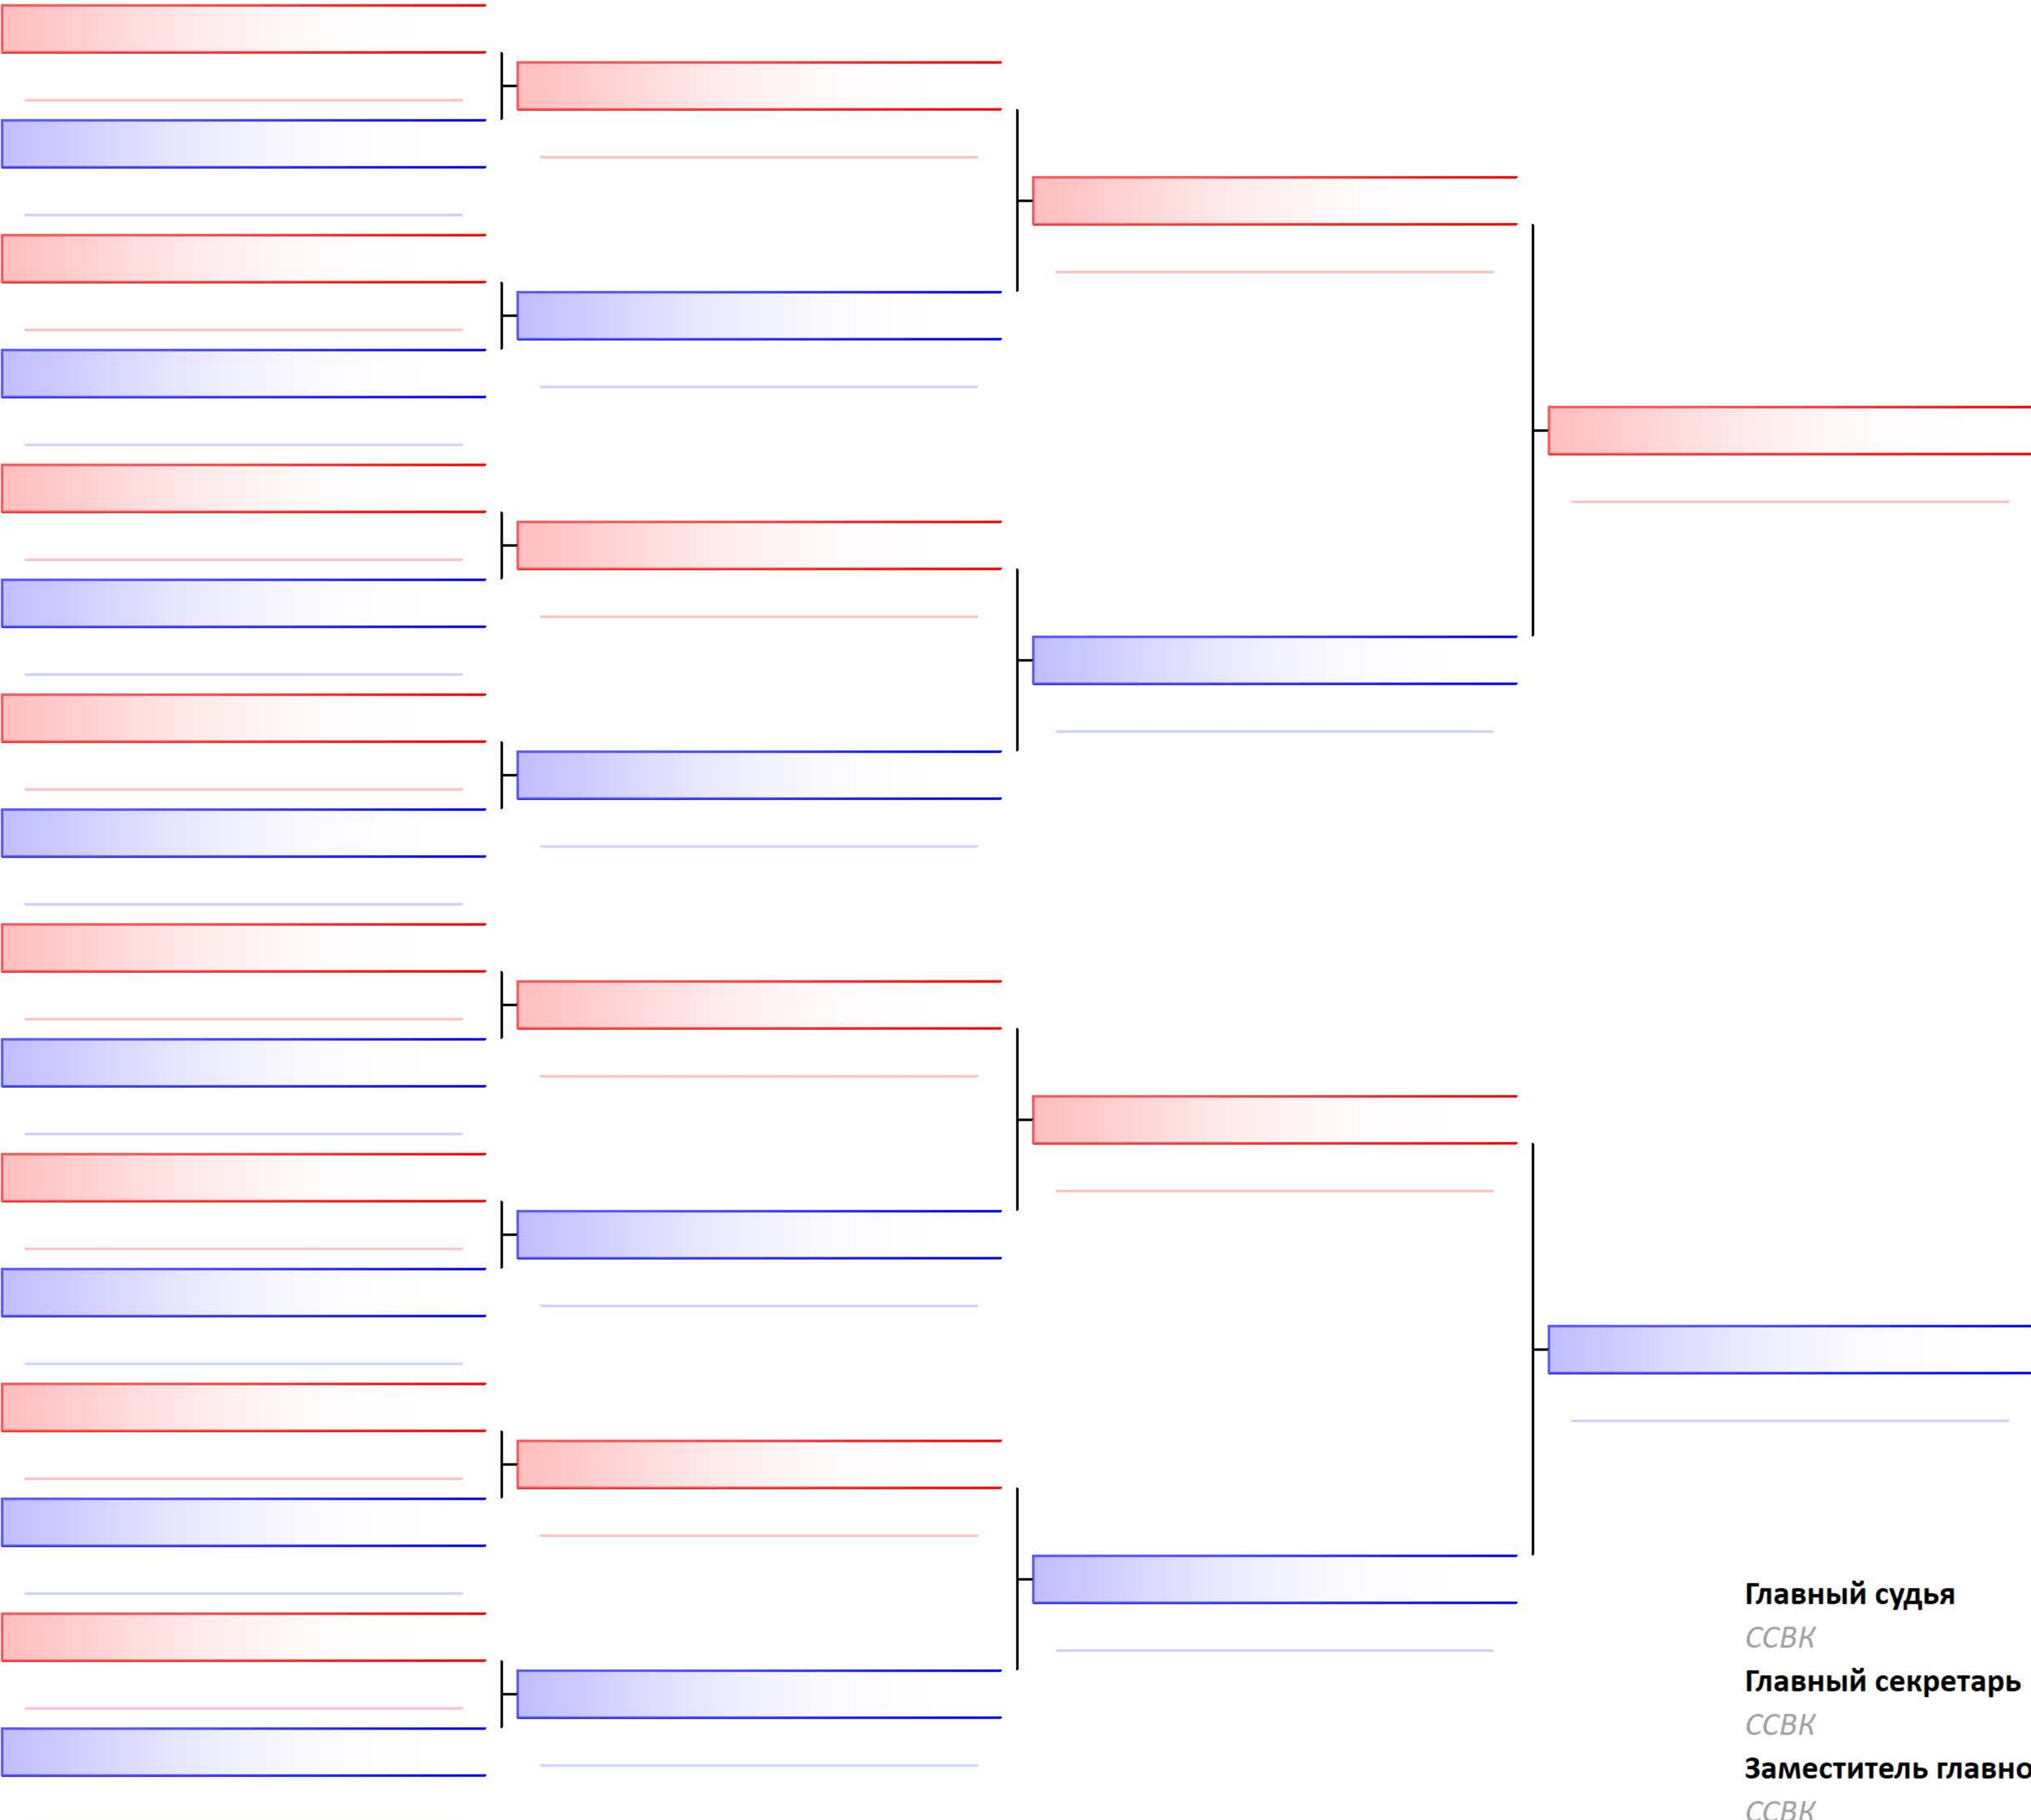 Главный судья
ССВК
Главный секретарь
ССВК
Заместитель главно
ССВК